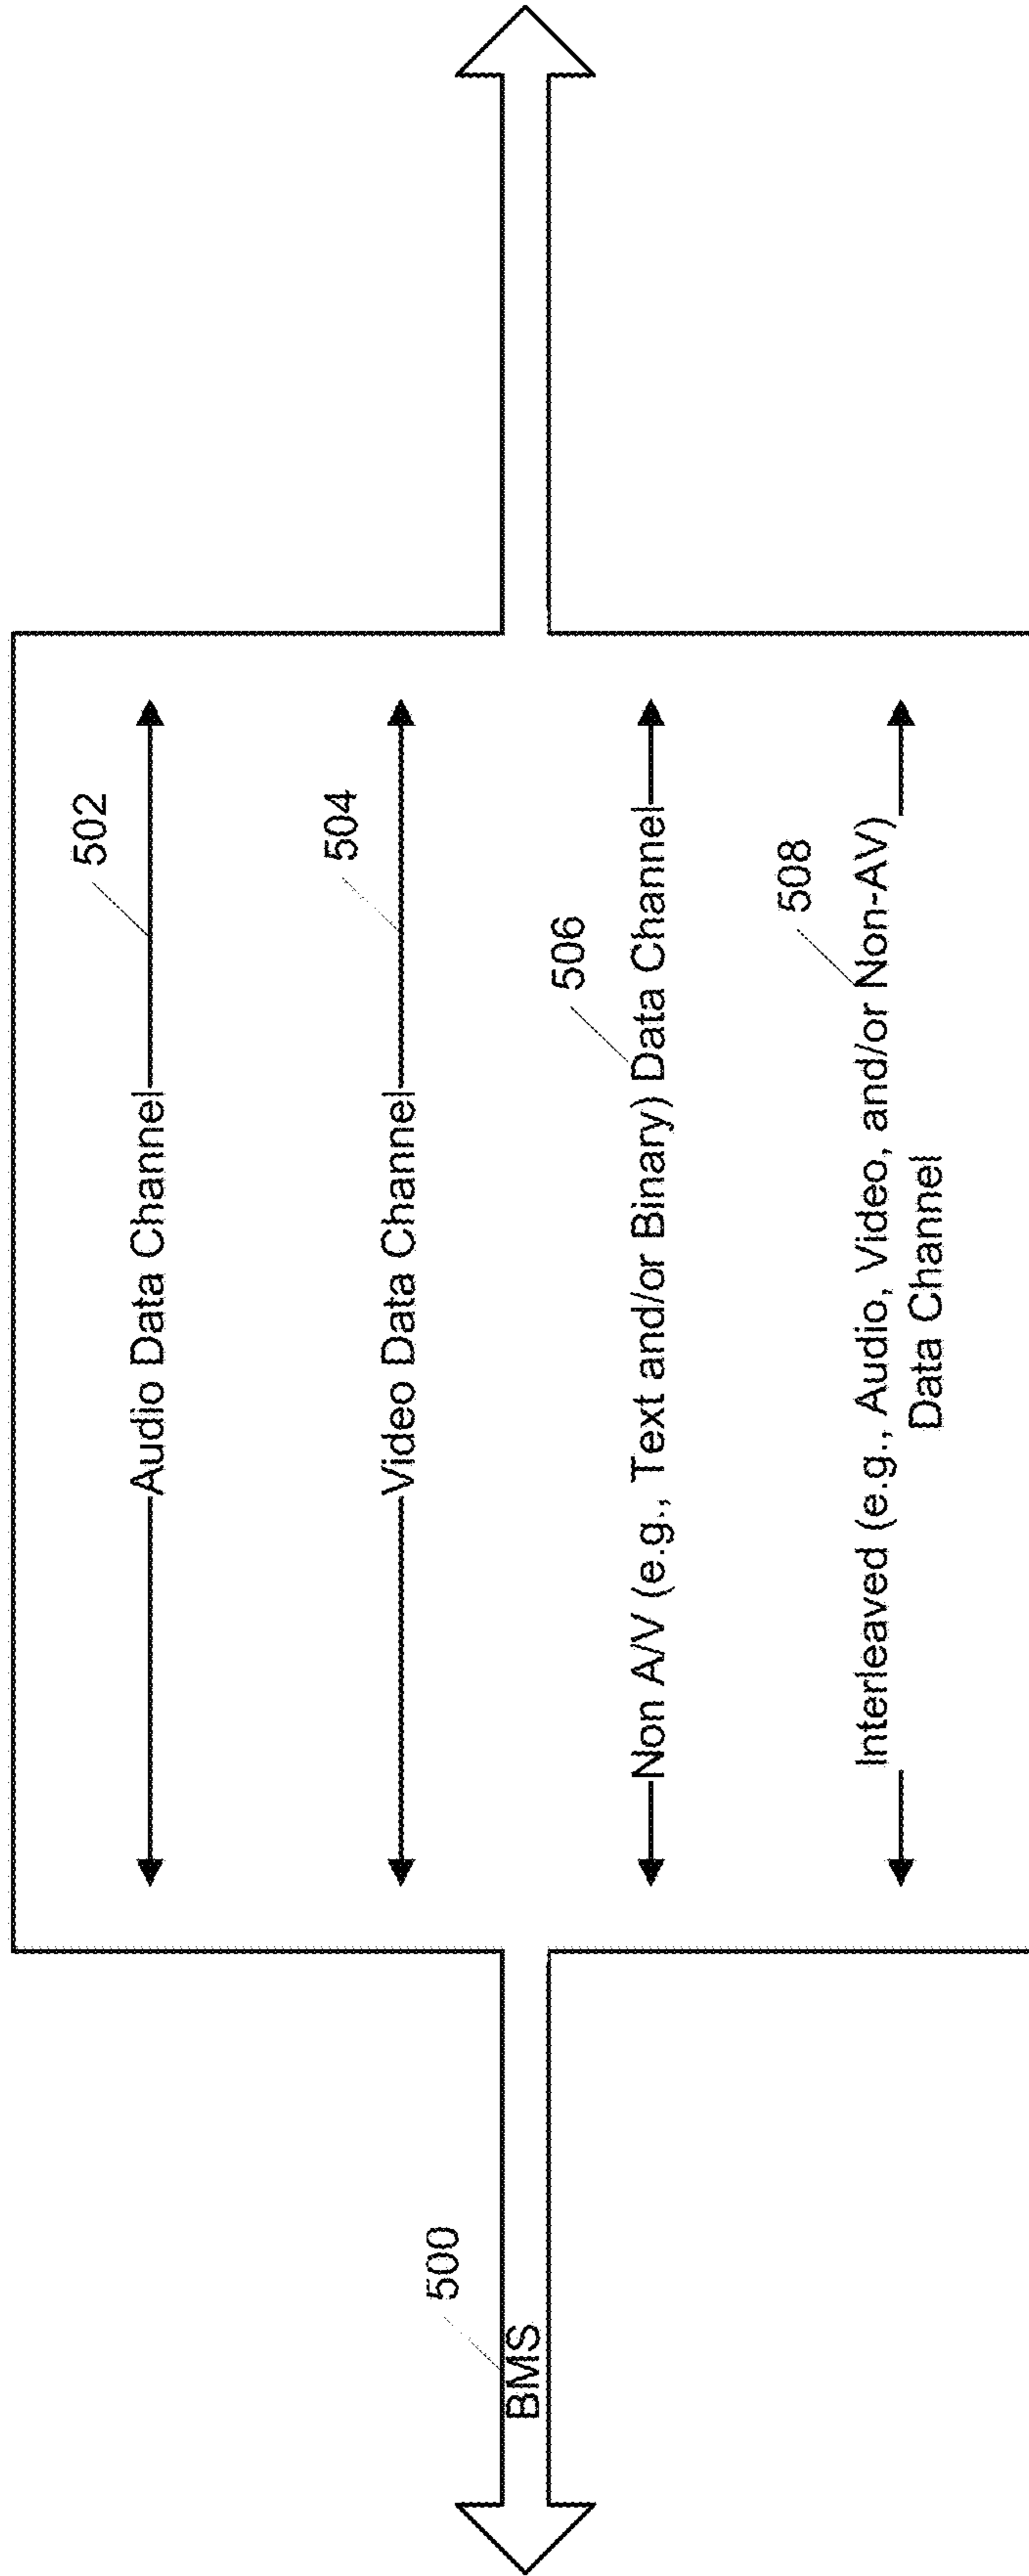 502
Audio Data Channel
504
Video Data Channel
500
BMS
506
Non A/V (e.g., Text and/or Binary) Data Channel
508
Interleaved (e.g., Audio, Video, and/or Non-AV)
Data Channel